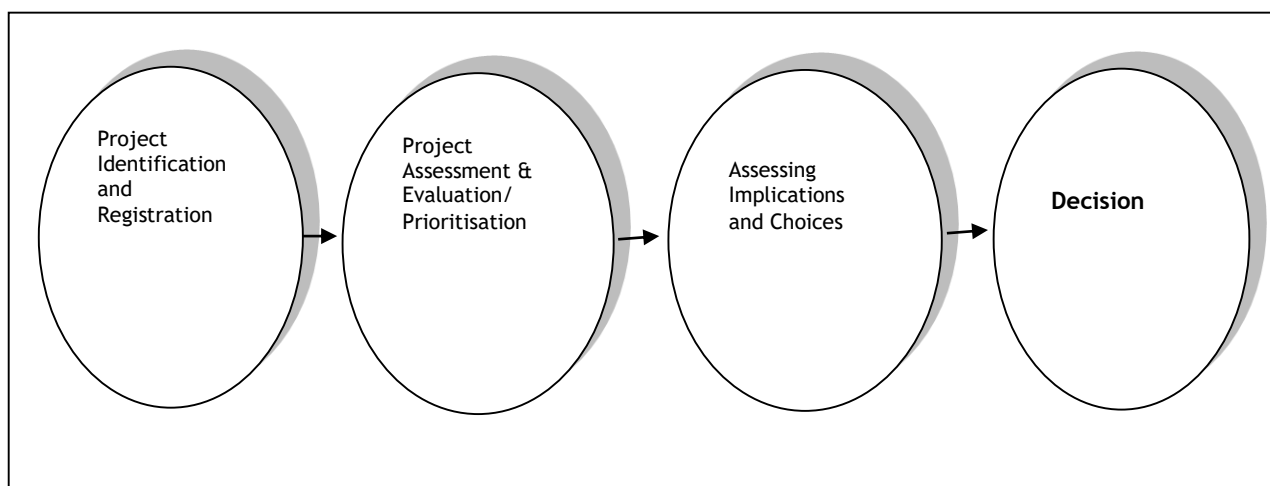 Project
Identification
and
Registration
Project
Assessment &
Evaluation/
Prioritisation
Assessing
Implications
and Choices
Decision